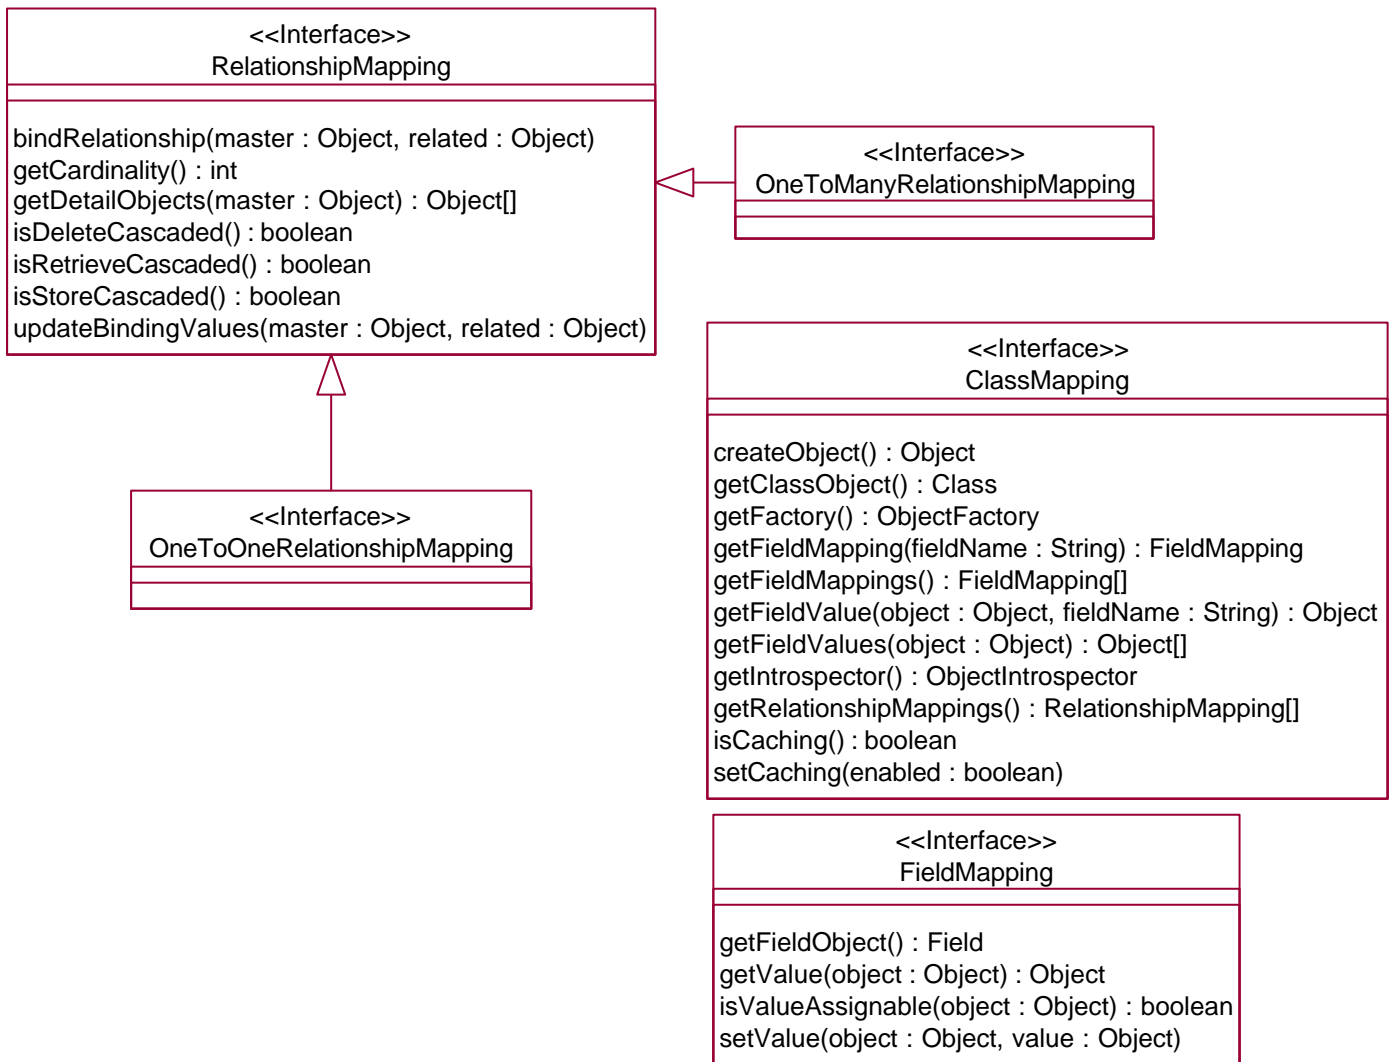 <<Interface>>
RelationshipMapping
bindRelationship(master : Object, related : Object)
getCardinality() : int
getDetailObjects(master : Object) : Object[]
isDeleteCascaded() : boolean
isRetrieveCascaded() : boolean
isStoreCascaded() : boolean
updateBindingValues(master : Object, related : Object)
<<Interface>>
OneToManyRelationshipMapping
<<Interface>>
OneToOneRelationshipMapping
<<Interface>>
ClassMapping
createObject() : Object
getClassObject() : Class
getFactory() : ObjectFactory
getFieldMapping(fieldName : String) : FieldMapping
getFieldMappings() : FieldMapping[]
getFieldValue(object : Object, fieldName : String) : Object
getFieldValues(object : Object) : Object[]
getIntrospector() : ObjectIntrospector
getRelationshipMappings() : RelationshipMapping[]
isCaching() : boolean
setCaching(enabled : boolean)
<<Interface>>
FieldMapping
getFieldObject() : Field
getValue(object : Object) : Object
isValueAssignable(object : Object) : boolean
setValue(object : Object, value : Object)